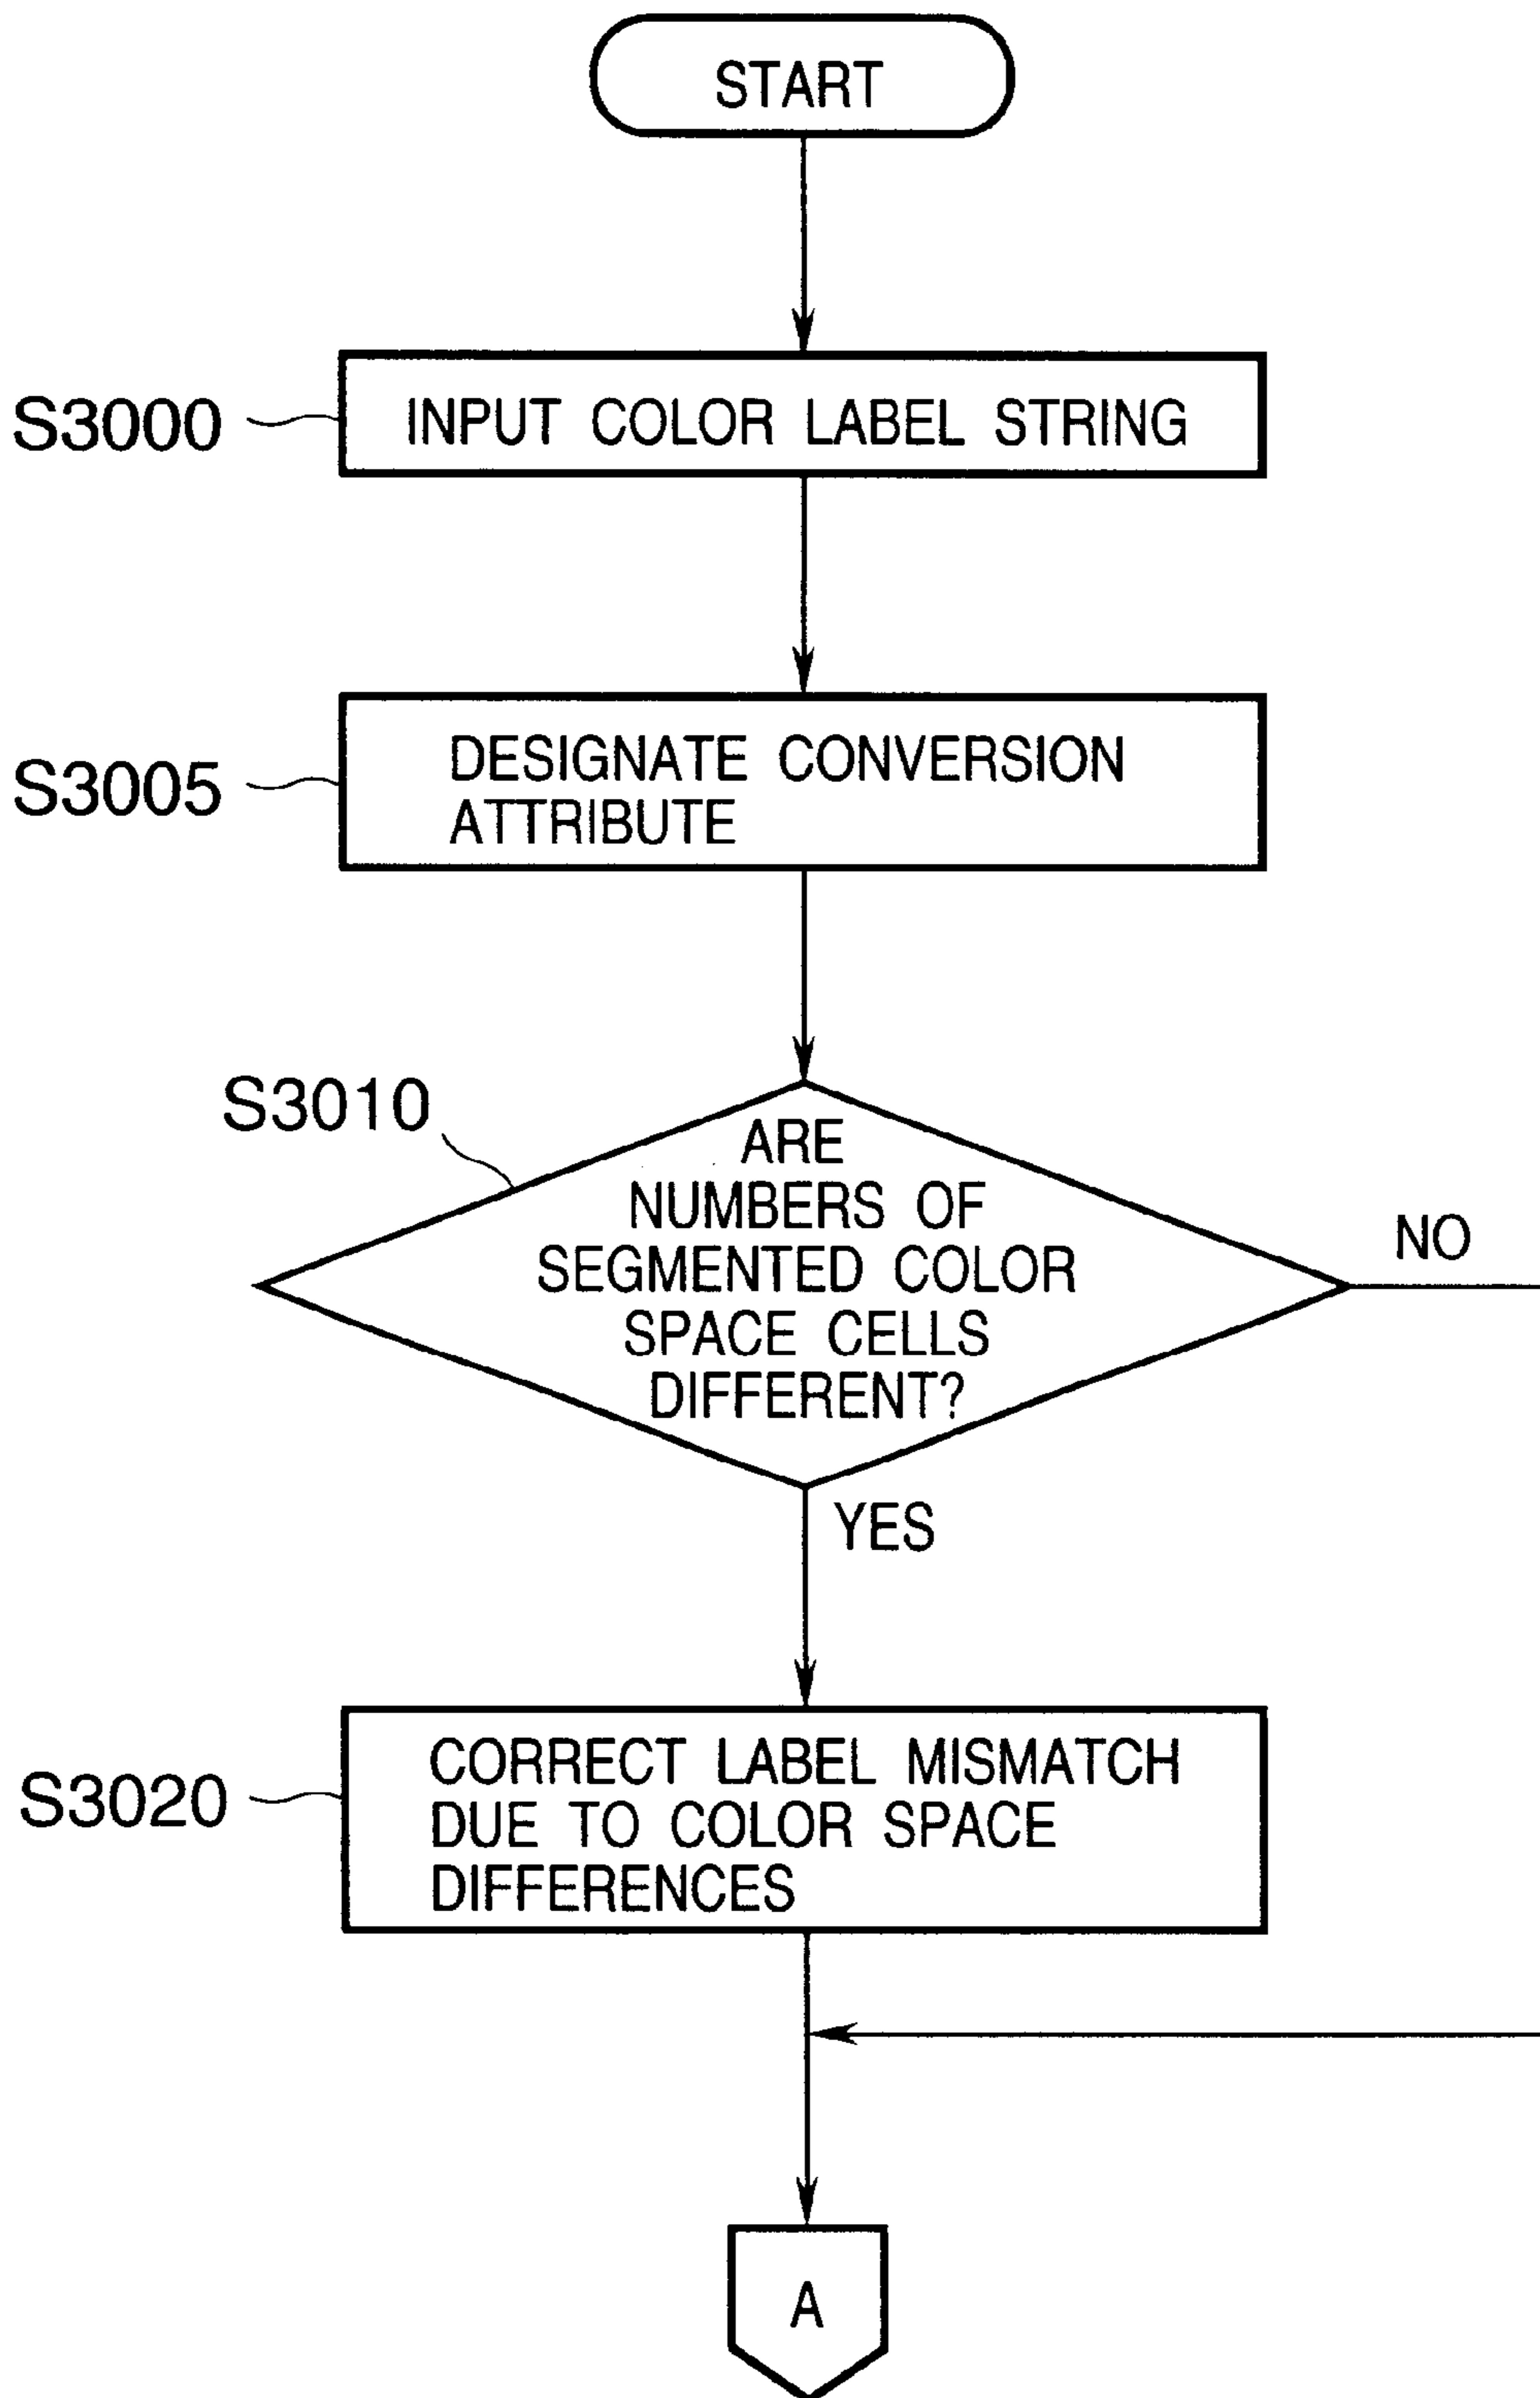 START
S3000
INPUT COLOR LABEL STRING
S3005
DESIGNATE CONVERSION
ATTRIBUTE
S3010
ARE
NUMBERS OF
SEGMENTED COLOR
SPACE CELLS
DIFFERENT?
NO
YES
S3020
CORRECT LABEL MISMATCH
DUE TO COLOR SPACE
DIFFERENCES
A